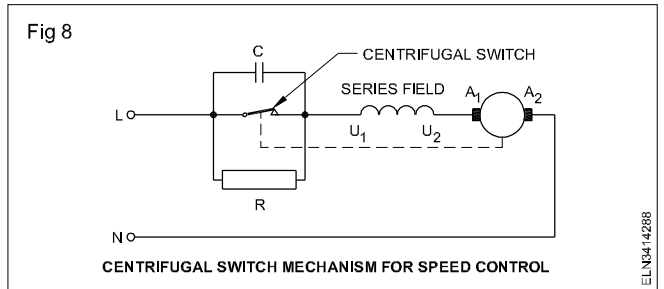 Fig 8
C
CENTRIFUGAL SWITCH
SERIES FIELD
A1
A2
L
U1
U2
R
N
CENTRIFUGAL SWITCH MECHANISM FOR SPEED CONTROL
ELN3414288